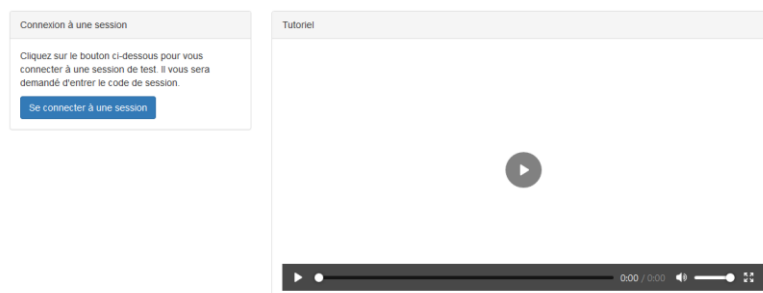 Connexion à une session
Cliquez sur le bouton ci-dessous pour vous
connecter à une session de test. Il vous sera
demandé d'entrer le code de session.
Se connecter à une session
Tutoriel
0:00 / 0:00